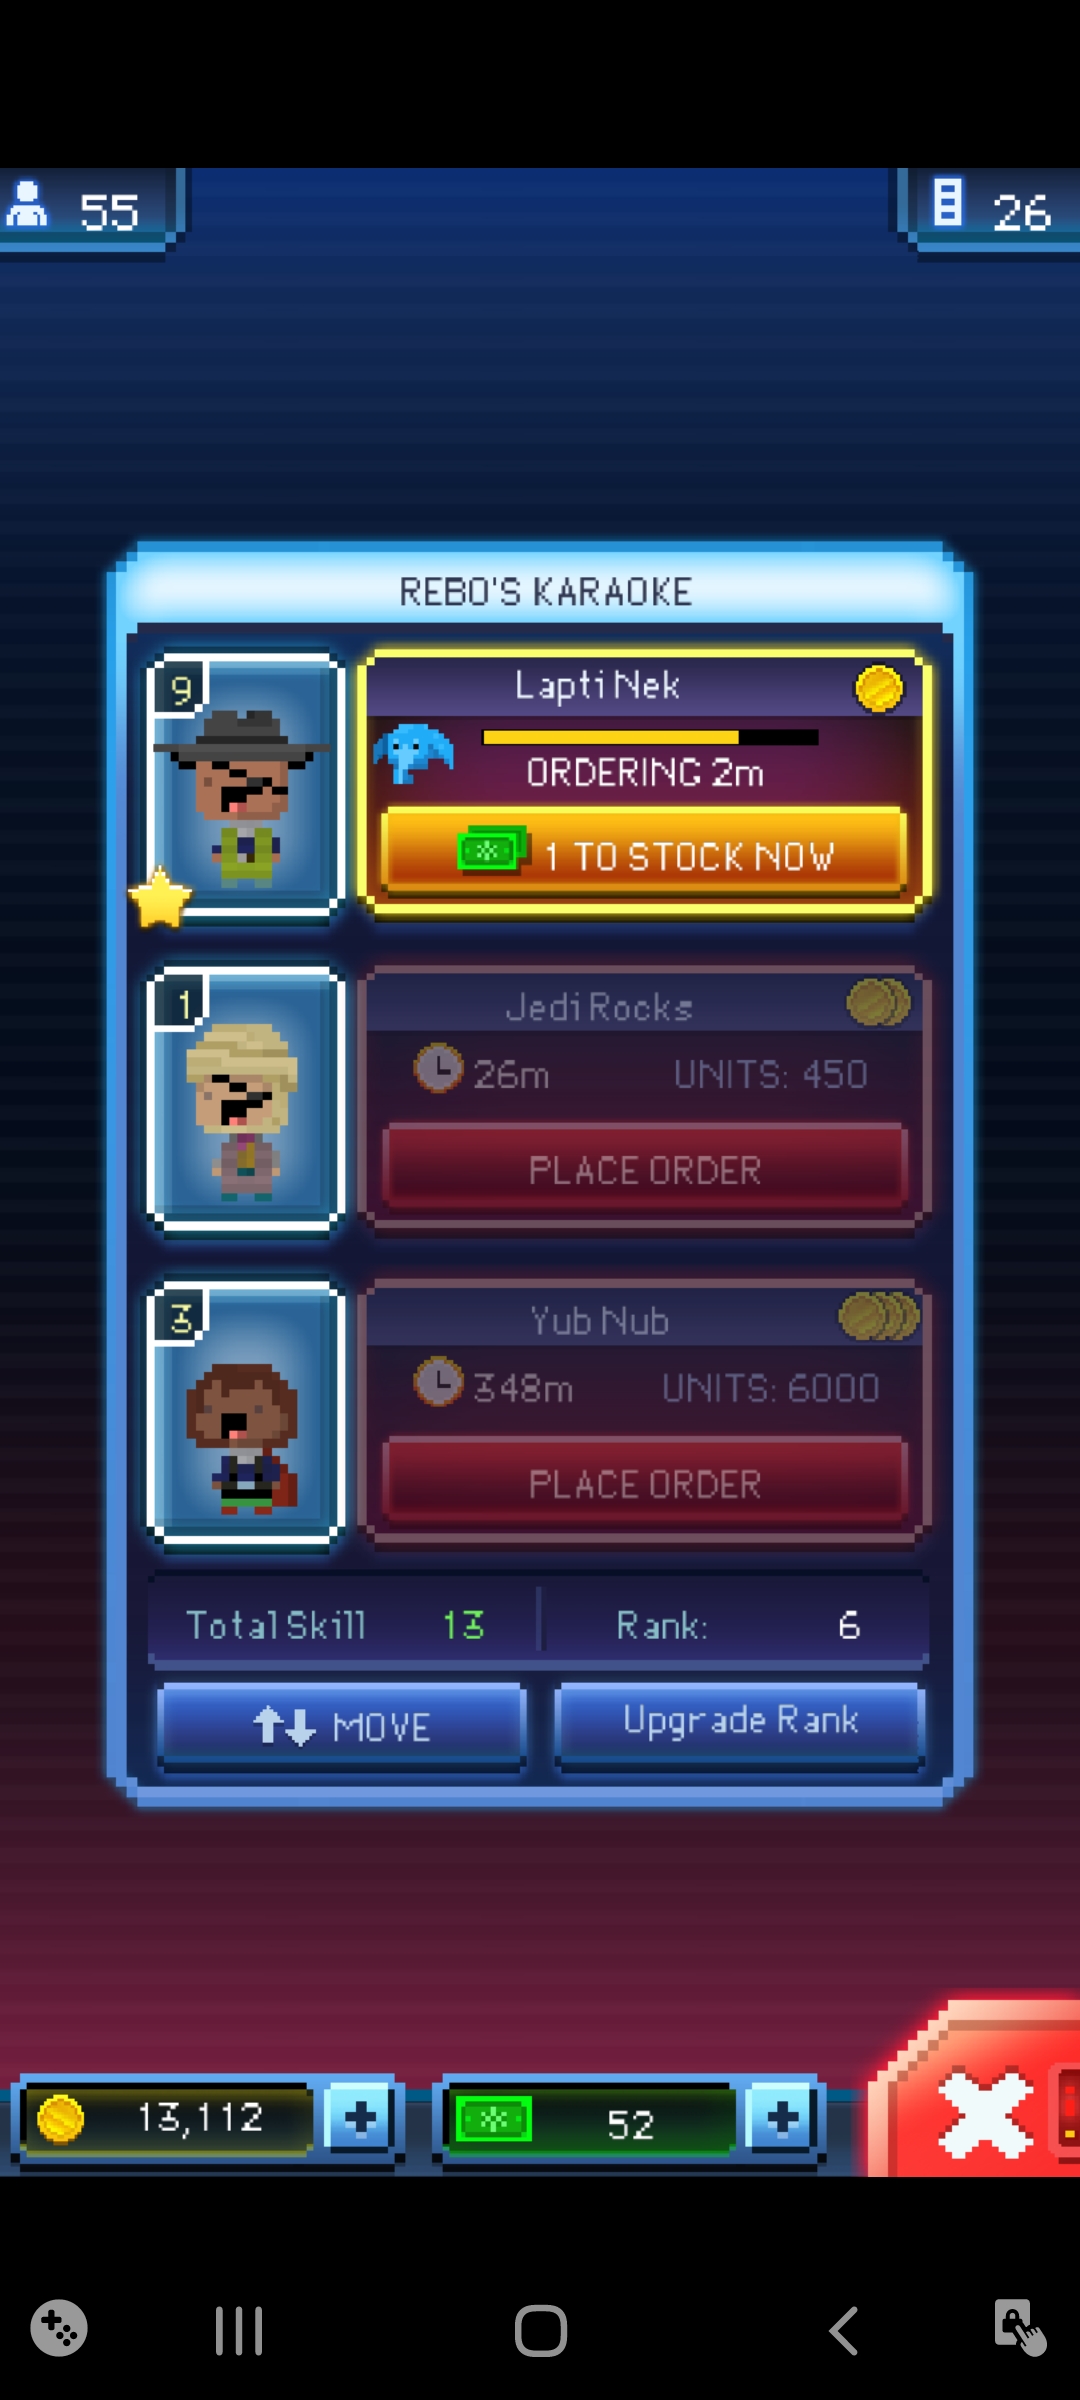 55
26
REBO'S KARAOKE
9
Lapti Nek
ORDERING 2m
1 TO STOCK NOW
1
Jedi Rocks
26m UNITS: 450
PLACE ORDER
3
Yub Nub
348m UNITS: 6000
PLACE ORDER
Total Skill 13 Rank: 6
MOVE Upgrade Rank
13,112 52